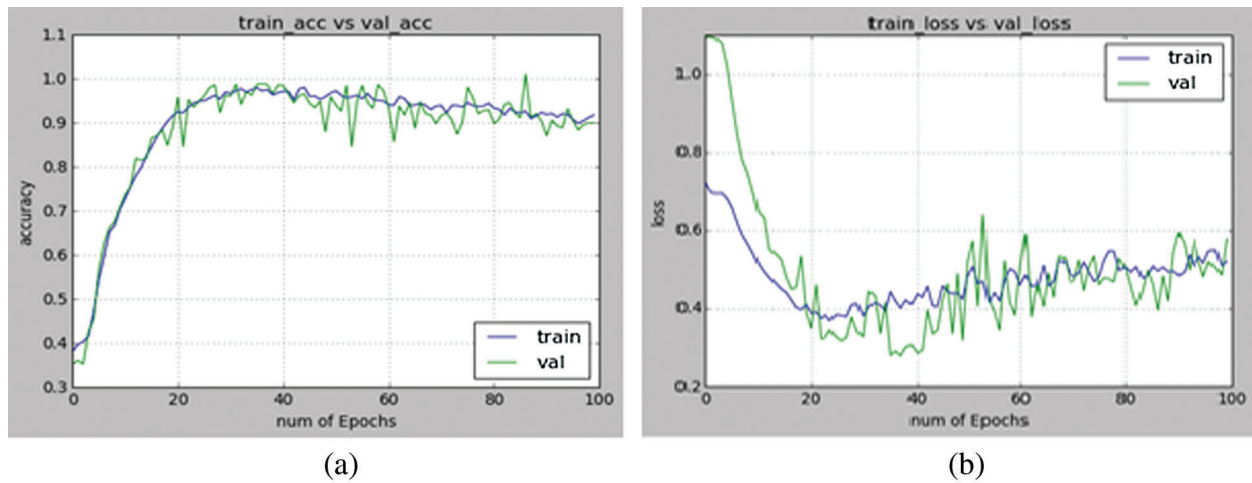 train_acc vs val_acc
1.1
1.0
0.9
0.8
0.7
0.6
0.5
0.4
0.3
accuracy
train
val
0 20 40 60 80 100
num of Epochs
(a)
train_loss vs val_loss
1.0
0.8
0.6
0.4
0.2
loss
train
val
0 20 40 60 80 100
num of Epochs
(b)